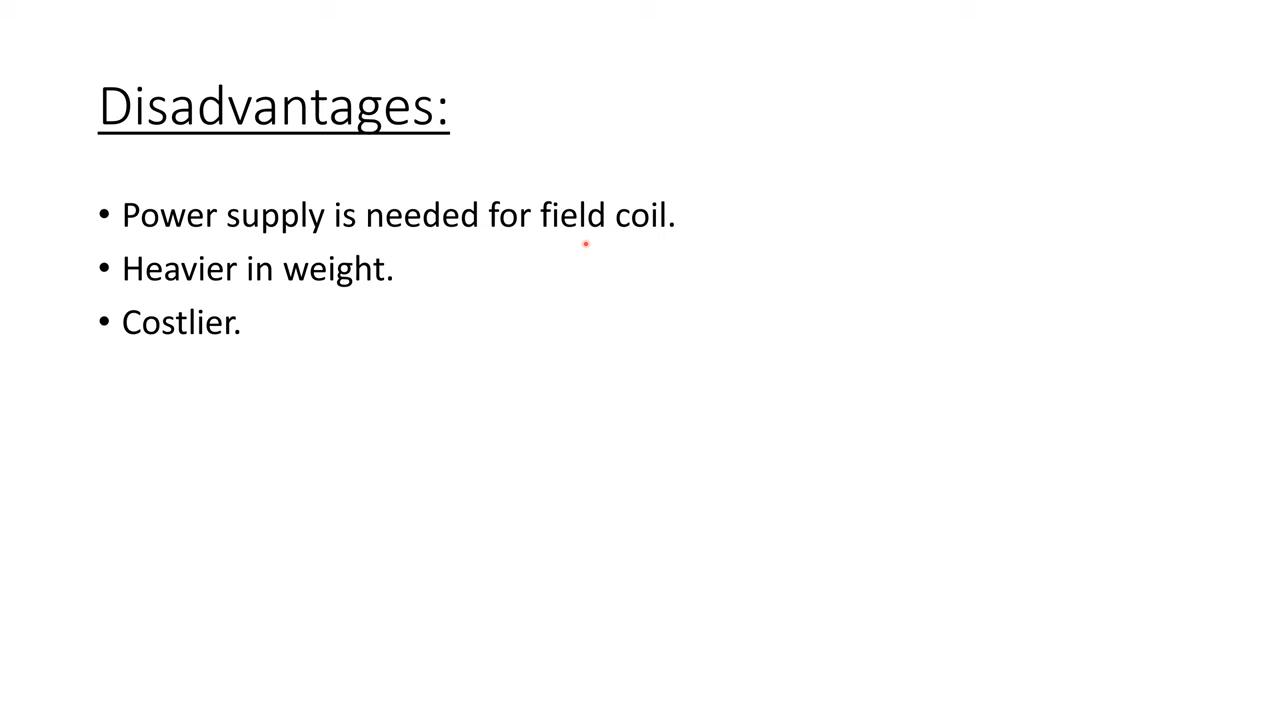 Disadvantages:
• Power supply is needed for field coil.
• Heavier in weight.
• Costlier.